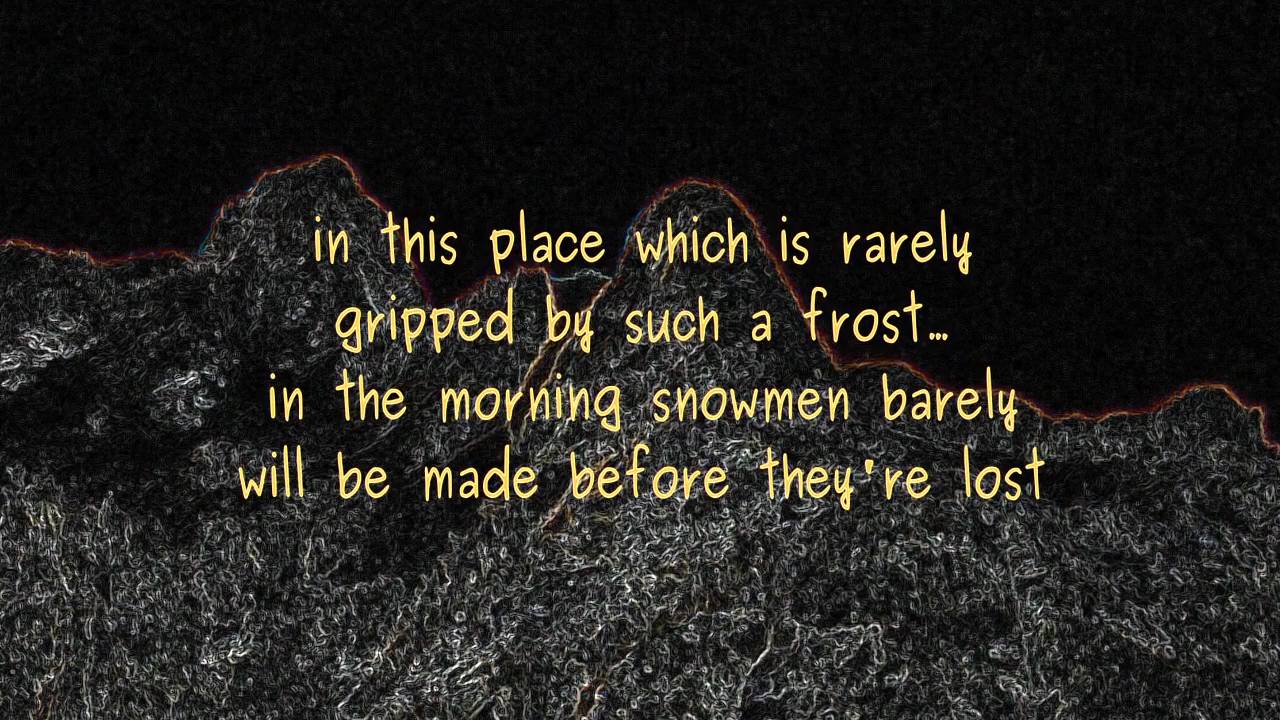 in this place which is rarely
gripped by such a frost...
in the morning snowmen barely
will be made before they're lost